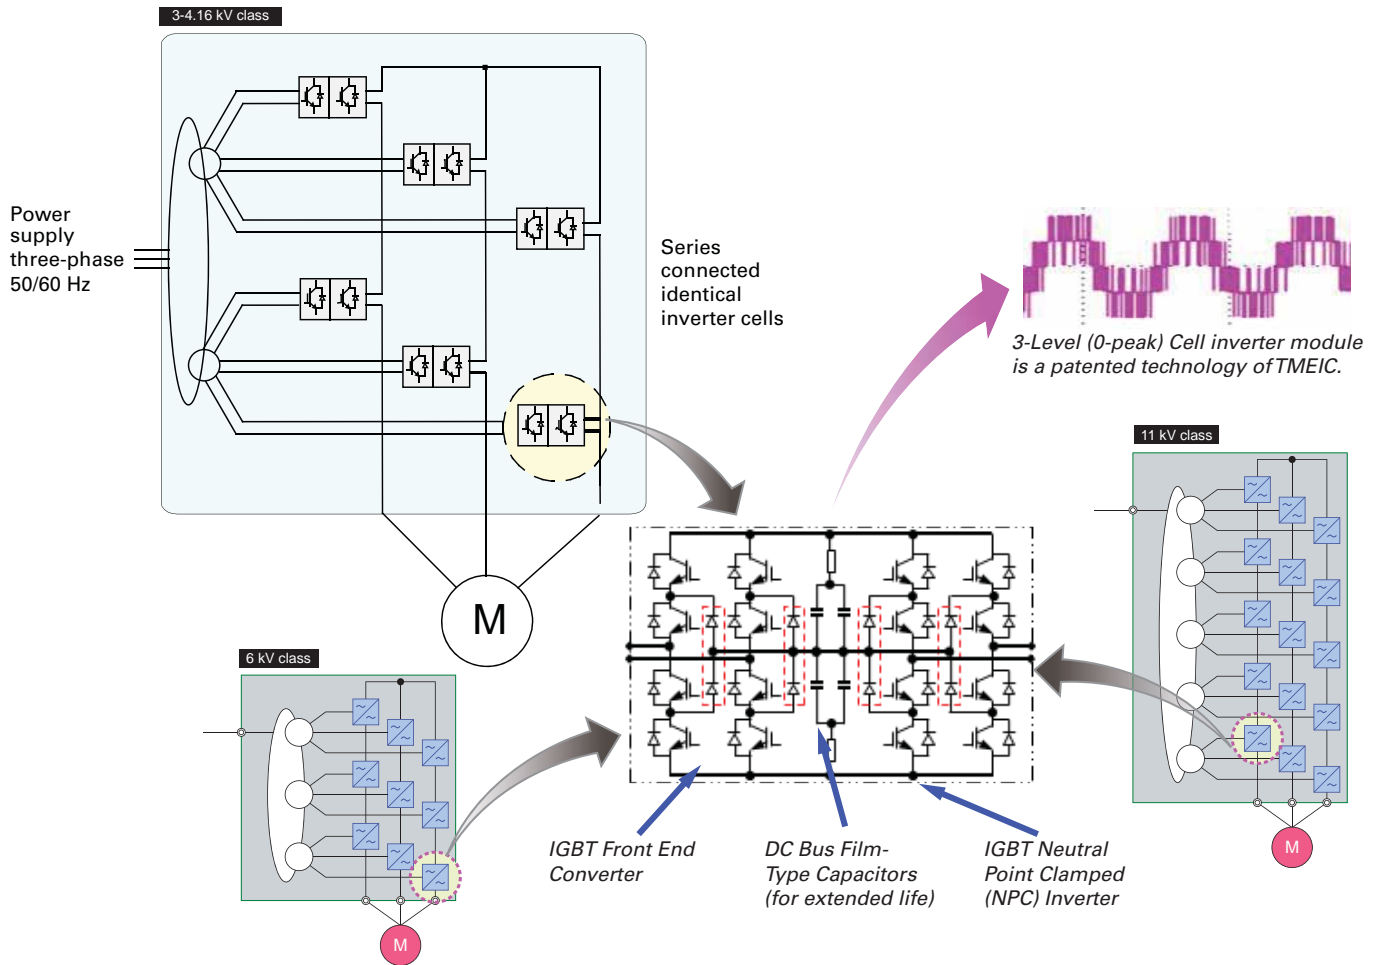 3-4.16 kV class
Power
supply
three-phase
50/60 Hz
Series
connected
identical
inverter cells
3-Level (0-peak) Cell inverter module
is a patented technology of TMEIC.
11 kV class
M
6 kV class
M
M
IGBT Front End
Converter
DC Bus Film-
Type Capacitors
(for extended life)
IGBT Neutral
Point Clamped
(NPC) Inverter